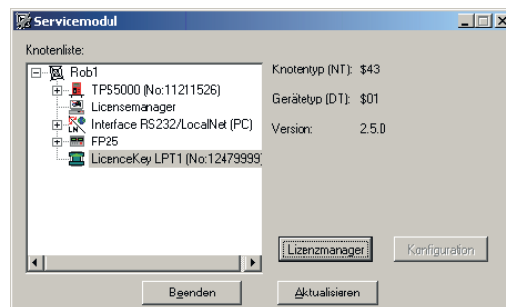 Servicemodul
Knotenliste:
Rob1
TPS5000 (No:11211526)
Licensemanager
Interface RS232/LocalNet (PC)
FP25
LicenceKey LPT1 (No:12479999)
Knotentyp (NT): $43
Gerätetyp (DT): $01
Version: 2.5.0
Lizenzmanager
Konfiguration
Beenden
Aktualisieren